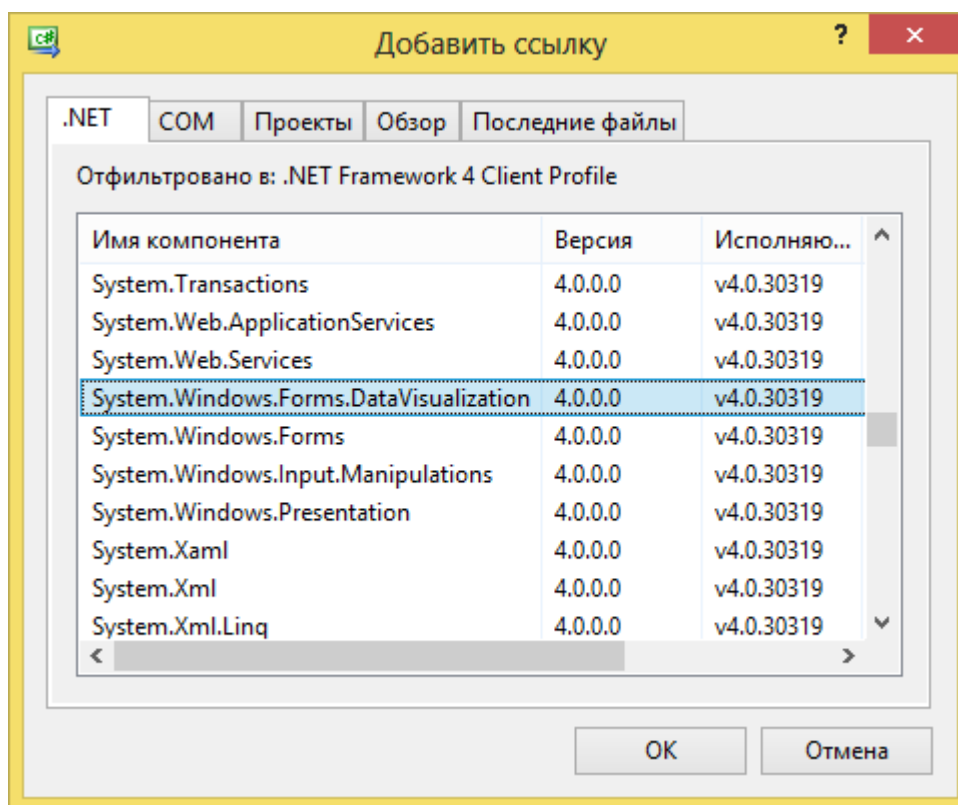 C#
Добавить ссылку ? ×
.NET COM Проекты Обзор Последние файлы
Отфильтровано в: .NET Framework 4 Client Profile
Имя компонента Версия Исполняю...
System.Transactions 4.0.0.0 v4.0.30319
System.Web.ApplicationServices 4.0.0.0 v4.0.30319
System.Web.Services 4.0.0.0 v4.0.30319
System.Windows.Forms.DataVisualization 4.0.0.0 v4.0.30319
System.Windows.Forms 4.0.0.0 v4.0.30319
System.Windows.Input.Manipulations 4.0.0.0 v4.0.30319
System.Windows.Presentation 4.0.0.0 v4.0.30319
System.Xaml 4.0.0.0 v4.0.30319
System.Xml 4.0.0.0 v4.0.30319
System.Xml.Linq 4.0.0.0 v4.0.30319
ОК Отмена